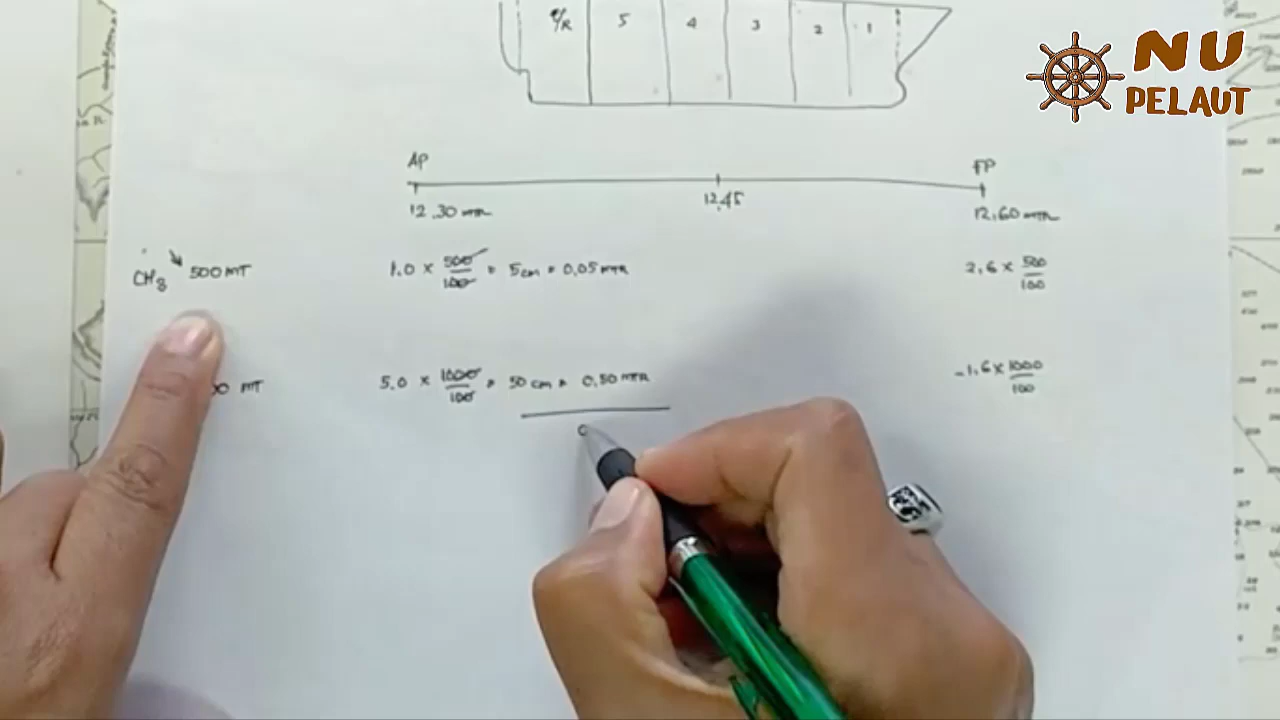 NU
PELAUT
E/R 5 4 3 2 1
AP FP
12.30 MTR 12.45 12,60 MTR
CH3 500 MT 1.0 × 500/100 = 5cm = 0,05 MTR 2,6 × 500/100
00 MT 5.0 × 1000/100 = 50 cm = 0,50 MTR -1,6 × 1000/100
0